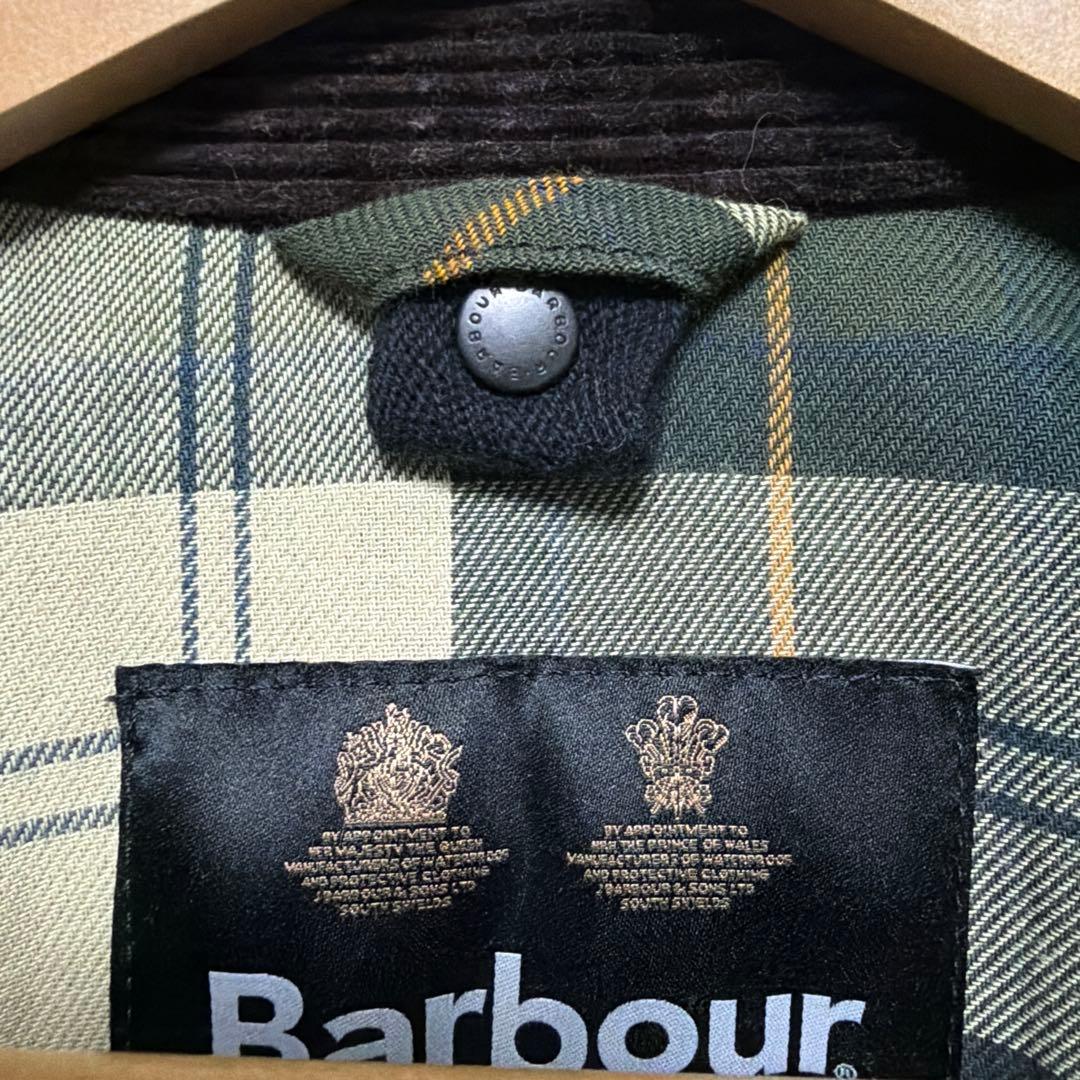 BARBOUR BARBOUR
BY APPOINTMENT TO
HER MAJESTY THE QUEEN
MANUFACTURERS OF WATERPROOF
AND PROTECTIVE CLOTHING
J BARBOUR & SONS LTD
SOUTH SHIELDS
BY APPOINTMENT TO
HRH THE PRINCE OF WALES
MANUFACTURERS OF WATERPROOF
AND PROTECTIVE CLOTHING
J BARBOUR & SONS LTD
SOUTH SHIELDS
Barbour®